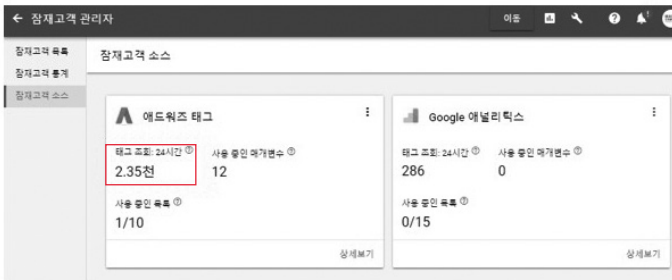 ← 잠재고객 관리자
이동
잠재고객 목록
잠재고객 통계
잠재고객 소스
잠재고객 소스
애드워즈 태그
태그 조회: 24시간
사용 중인 매개변수
2.35천
12
사용 중인 목록
1/10
상세보기
Google 애널리틱스
태그 조회: 24시간
사용 중인 매개변수
286
0
사용 중인 목록
0/15
상세보기